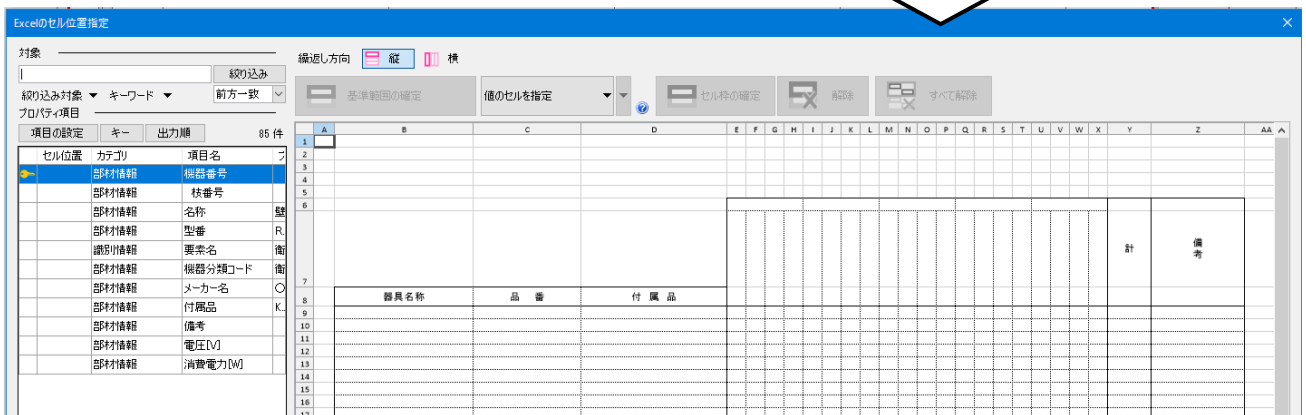 Excelのセル位置指定
対象
絞り込み
絞り込み対象 ▼ キーワード ▼ 前方一致
プロパティ項目
項目の設定 キー 出力順 85 件
セル位置 カテゴリ 項目名
部材情報 機器番号
部材情報 枝番号
部材情報 名称 壁
部材情報 型番 R.
識別情報 要素名 衛
部材情報 機器分類コード 衛
部材情報 メーカー名 〇
部材情報 付属品 K.
部材情報 備考
部材情報 電圧[V]
部材情報 消費電力[W]
繰返し方向 縦 横
基準範囲の確定 値のセルを指定 セル枠の確定 解除 すべて解除
A B C D E F G H I J K L M N O P Q R S T U V W X Y Z AA
1
2
3
4
5
6
7
計 備考
8 器具名称 品 番 付 属 品
9
10
11
12
13
14
15
16
17